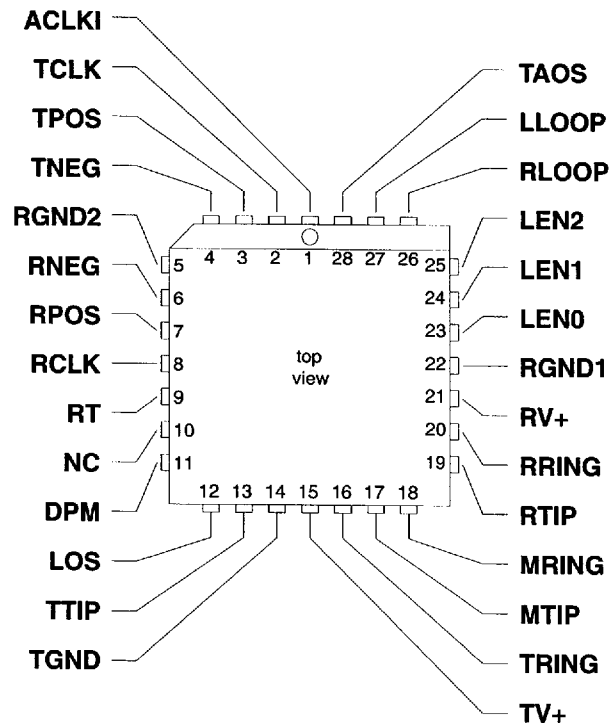 ACLKI
TCLK
TPOS
TNEG
RGND2
RNEG
RPOS
RCLK
RT
NC
DPM
LOS
TTIP
TGND
TAOS
LLOOP
RLOOP
LEN2
LEN1
LEN0
RGND1
RV+
RRING
RTIP
MRING
MTIP
TRING
TV+
4 3 2 1 28 27 26
5
6
7
8
9
10
11
25
24
23
22
21
20
19
top
view
12 13 14 15 16 17 18